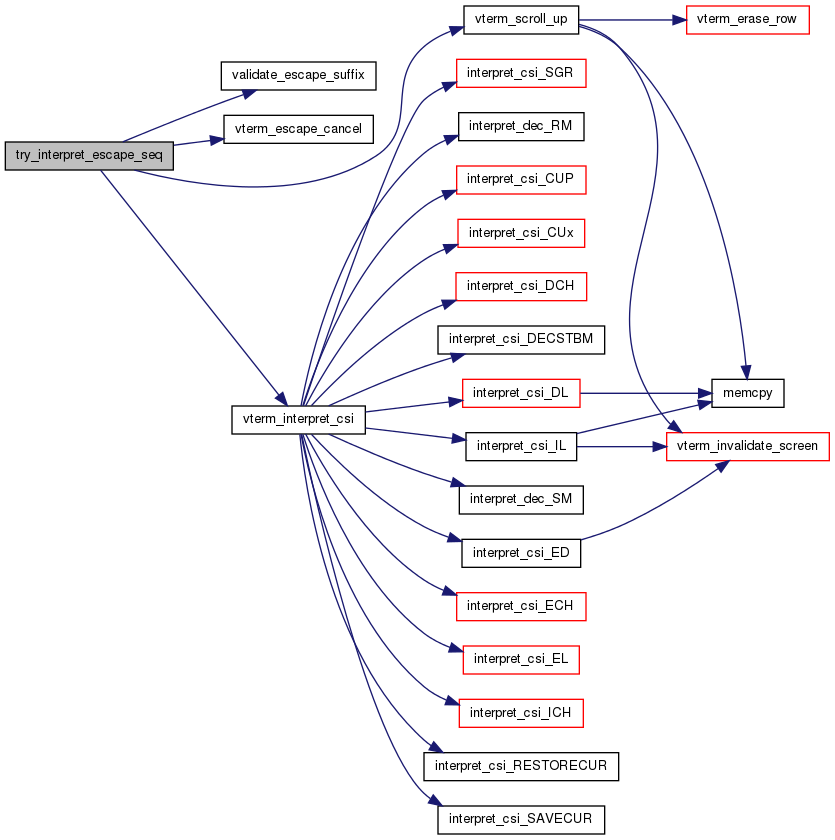 vterm_scroll_up
vterm_erase_row
validate_escape_suffix
interpret_csi_SGR
vterm_escape_cancel
interpret_dec_RM
try_interpret_escape_seq
interpret_csi_CUP
interpret_csi_CUx
interpret_csi_DCH
interpret_csi_DECSTBM
interpret_csi_DL
memcpy
vterm_interpret_csi
interpret_csi_IL
vterm_invalidate_screen
interpret_dec_SM
interpret_csi_ED
interpret_csi_ECH
interpret_csi_EL
interpret_csi_ICH
interpret_csi_RESTORECUR
interpret_csi_SAVECUR